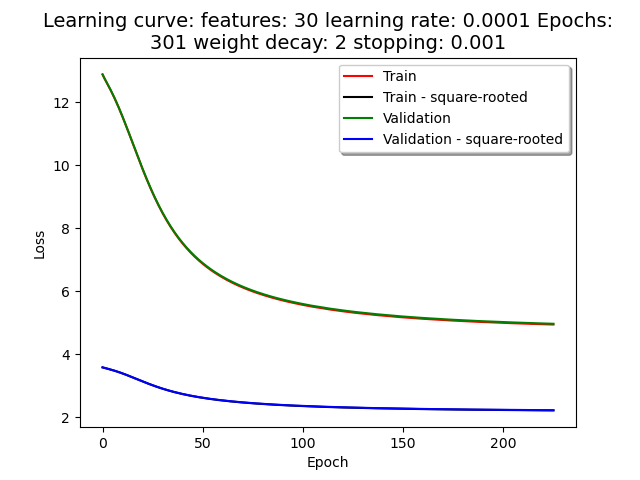 Learning curve: features: 30 learning rate: 0.0001 Epochs:
301 weight decay: 2 stopping: 0.001
Train
Train - square-rooted
Validation
Validation - square-rooted
12
10
8
6
4
2
Loss
0 50 100 150 200
Epoch